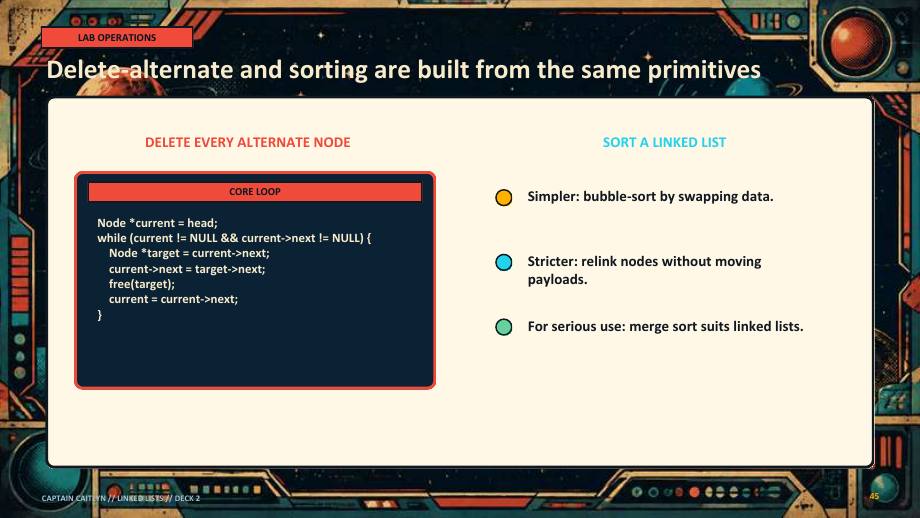 LAB OPERATIONS
Delete-alternate and sorting are built from the same primitives
DELETE EVERY ALTERNATE NODE
CORE LOOP
Node *current = head;
while (current != NULL && current->next != NULL) {
    Node *target = current->next;
    current->next = target->next;
    free(target);
    current = current->next;
}
SORT A LINKED LIST
Simpler: bubble-sort by swapping data.
Stricter: relink nodes without moving
payloads.
For serious use: merge sort suits linked lists.
CAPTAIN CAITLYN // LINKED LISTS // DECK 2
45